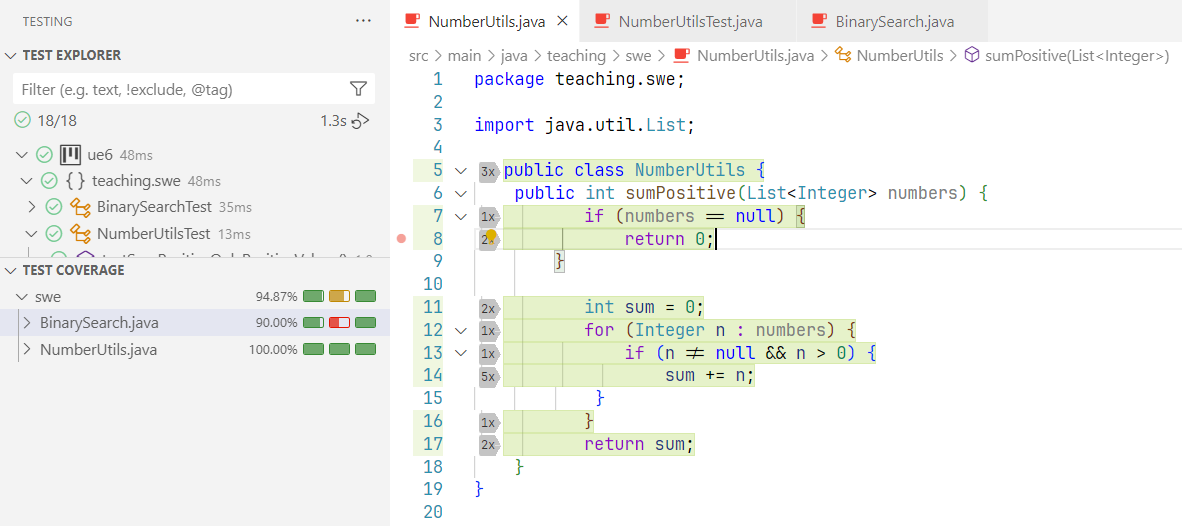 TESTING ...
TEST EXPLORER
Filter (e.g. text, !exclude, @tag)
18/18 1.3s
ue6 48ms
{ } teaching.swe 48ms
BinarySearchTest 35ms
NumberUtilsTest 13ms
TEST COVERAGE
swe 94.87%
BinarySearch.java 90.00%
NumberUtils.java 100.00%
NumberUtils.java × NumberUtilsTest.java BinarySearch.java
src > main > java > teaching > swe > NumberUtils.java > NumberUtils > sumPositive(List<Integer>)
1 package teaching.swe;
2
3 import java.util.List;
4
5 3x public class NumberUtils {
6 public int sumPositive(List<Integer> numbers) {
7 1x if (numbers == null) {
8 return 0;
9 }
10
11 2x int sum = 0;
12 1x for (Integer n : numbers) {
13 1x if (n ≠ null && n > 0) {
14 5x sum += n;
15 }
16 1x }
17 2x return sum;
18 }
19 }
20